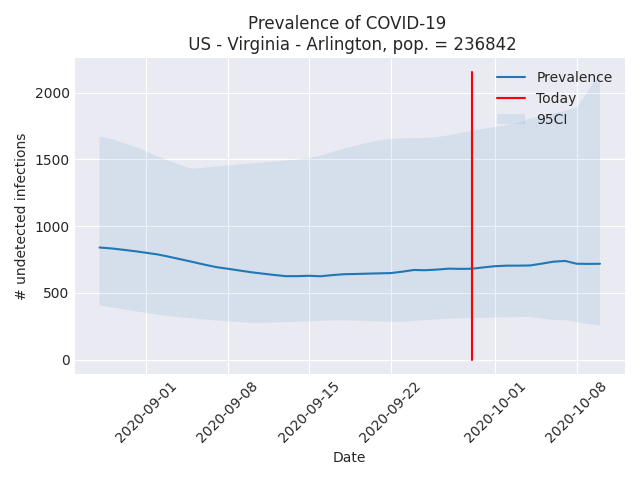 Prevalence of COVID-19
US - Virginia - Arlington, pop. = 236842
Prevalence
Today
95CI
2000
1500
1000
500
0
# undetected infections
2020-09-01
2020-09-08
2020-09-15
2020-09-22
2020-10-01
2020-10-08
Date